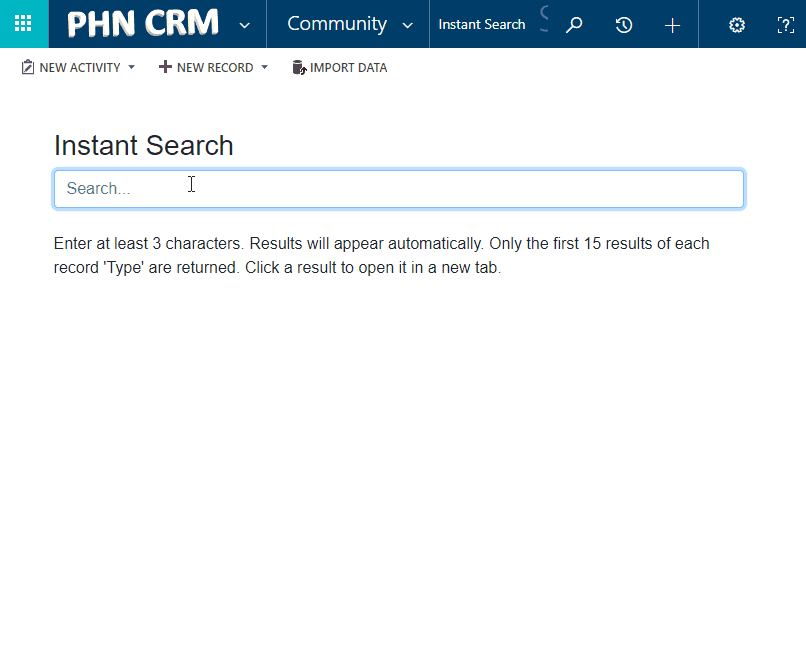 PHN CRM Community Instant Search
NEW ACTIVITY NEW RECORD IMPORT DATA
Instant Search
Search...
Enter at least 3 characters. Results will appear automatically. Only the first 15 results of each
record 'Type' are returned. Click a result to open it in a new tab.